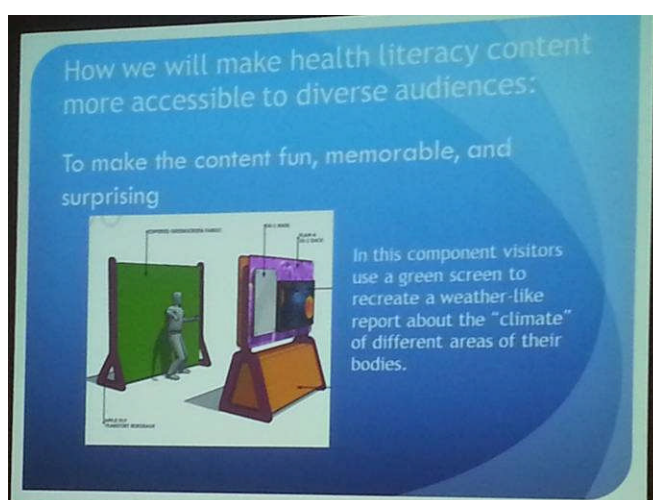 How we will make health literacy content
more accessible to diverse audiences:
To make the content fun, memorable, and
surprising
In this component visitors
use a green screen to
recreate a weather-like
report about the “climate”
of different areas of their
bodies.